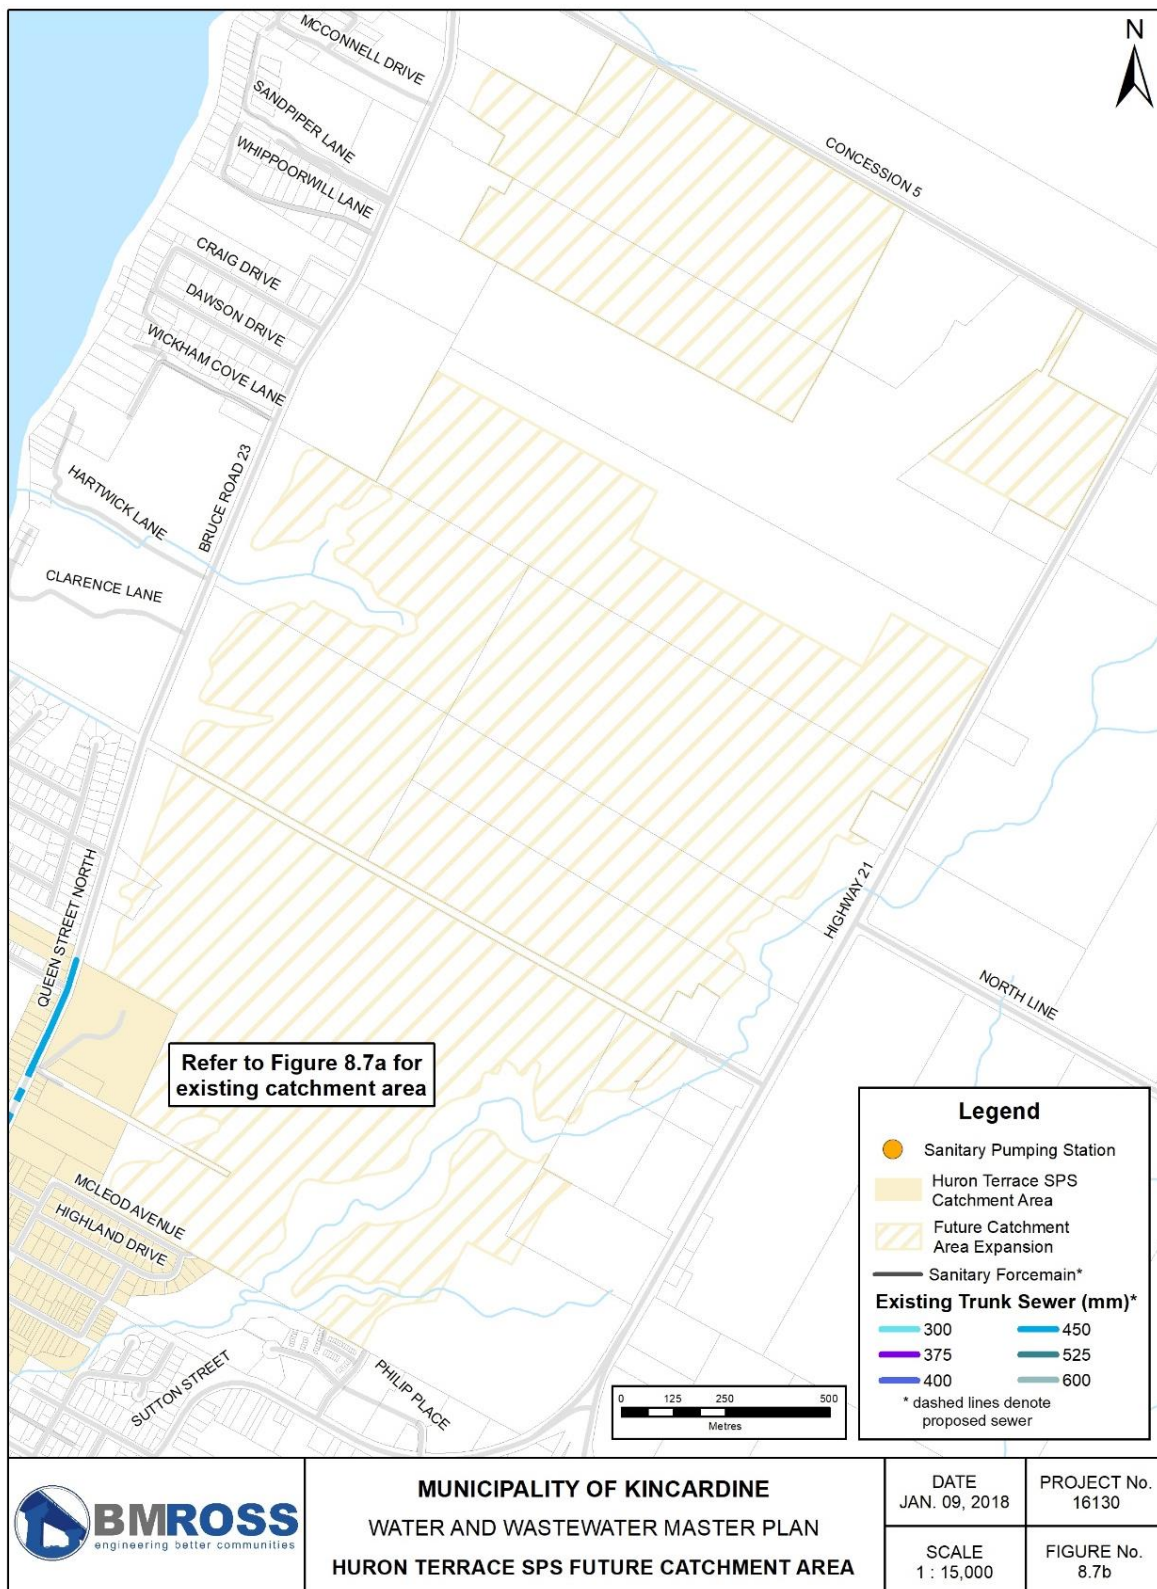 N
MCCONNELL DRIVE
SANDPIPER LANE
WHIPPOORWILL LANE
CONCESSION 5
CRAIG DRIVE
DAWSON DRIVE
WICKHAM COVE LANE
BRUCE ROAD 23
HARTWICK LANE
CLARENCE LANE
QUEEN STREET NORTH
HIGHWAY 21
NORTH LINE
Refer to Figure 8.7a for
existing catchment area
MCLEOD AVENUE
HIGHLAND DRIVE
SUTTON STREET
PHILIP PLACE
Legend
Sanitary Pumping Station
Huron Terrace SPS
Catchment Area
Future Catchment
Area Expansion
Sanitary Forcemain*
Existing Trunk Sewer (mm)*
300 450
375 525
400 600
* dashed lines denote
proposed sewer
0 125 250 500
Metres
BMROSS
engineering better communities
MUNICIPALITY OF KINCARDINE
WATER AND WASTEWATER MASTER PLAN
HURON TERRACE SPS FUTURE CATCHMENT AREA
DATE
JAN. 09, 2018
PROJECT No.
16130
SCALE
1 : 15,000
FIGURE No.
8.7b